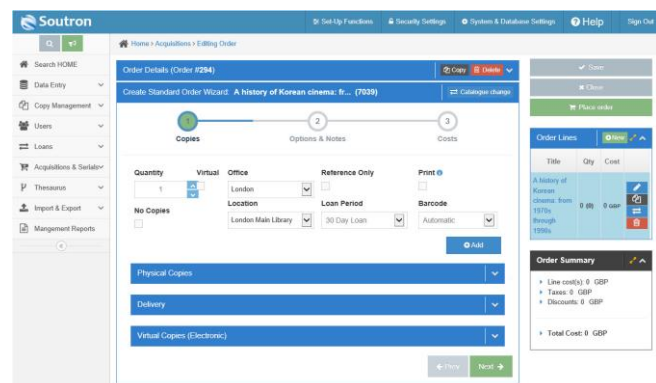 Soutron
Set-Up Functions
Security Settings
System & Database Settings
Help
Sign Out
Home > Acquisitions > Editing Order
Search HOME
Data Entry
Copy Management
Users
Loans
Acquisitions & Serials
Thesaurus
Import & Export
Mangement Reports
Order Details (Order #294)
Copy
Delete
Create Standard Order Wizard: A history of Korean cinema: fr... (7039)
Catalogue change
1
2
3
Copies
Options & Notes
Costs
Quantity
Virtual
Office
Reference Only
Print
1
London
No Copies
Location
Loan Period
Barcode
London Main Library
30 Day Loan
Automatic
Add
Physical Copies
Delivery
Virtual Copies (Electronic)
Prev
Next
Save
Close
Place order
Order Lines
New
Title
Qty
Cost
A history of
Korean
cinema: from
1970s
through
1990s
0 (0)
0 GBP
Order Summary
Line cost(s): 0 GBP
Taxes: 0 GBP
Discounts: 0 GBP
Total Cost: 0 GBP